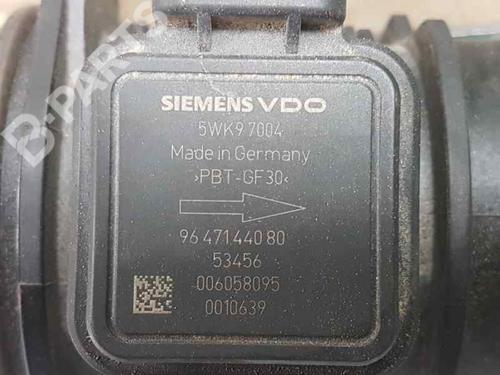 B-PARTS
SIEMENS VDO
5WK9 7004
Made in Germany
>PBT-GF30<
96 471 440 80
53456
006058095
0010639